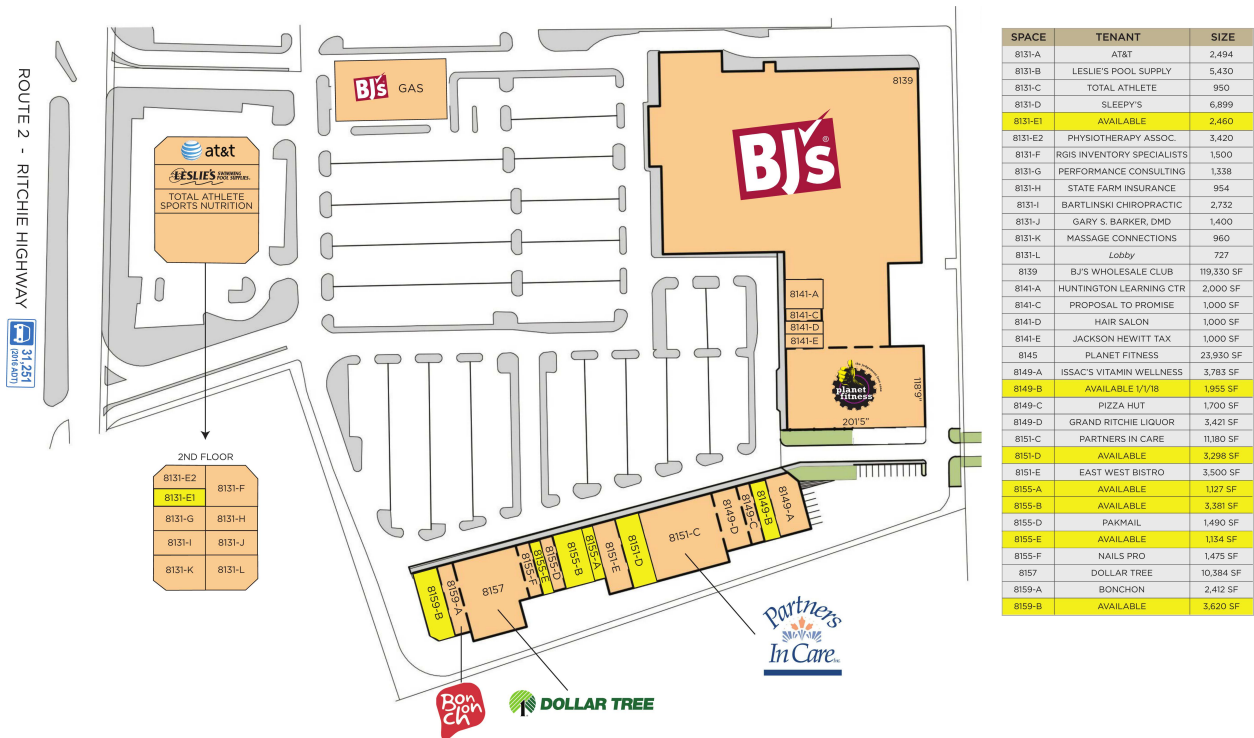 ROUTE 2 - RITCHIE HIGHWAY
31,251
(2016 ADT)
BJ's GAS
at&t
LESLIE'S SWIMMING POOL SUPPLIES.
TOTAL ATHLETE
SPORTS NUTRITION
2ND FLOOR
8131-E2
8131-F
8131-E1
8131-G
8131-H
8131-I
8131-J
8131-K
8131-L
8139
BJ's
8141-A
8141-C
8141-D
8141-E
planet
fitness
118'9"
201'5"
8159-B
8159-A
8157
8155-F
8155-E
8155-D
8155-B
8155-A
8151-E
8151-D
8151-C
8149-D
8149-C
8149-B
8149-A
Partners
In Care
Bon
Chon
DOLLAR TREE
SPACE TENANT SIZE
8131-A AT&T 2,494
8131-B LESLIE'S POOL SUPPLY 5,430
8131-C TOTAL ATHLETE 950
8131-D SLEEPY'S 6,899
8131-E1 AVAILABLE 2,460
8131-E2 PHYSIOTHERAPY ASSOC. 3,420
8131-F RGIS INVENTORY SPECIALISTS 1,500
8131-G PERFORMANCE CONSULTING 1,338
8131-H STATE FARM INSURANCE 954
8131-I BARTLINSKI CHIROPRACTIC 2,732
8131-J GARY S. BARKER, DMD 1,400
8131-K MASSAGE CONNECTIONS 960
8131-L Lobby 727
8139 BJ'S WHOLESALE CLUB 119,330 SF
8141-A HUNTINGTON LEARNING CTR 2,000 SF
8141-C PROPOSAL TO PROMISE 1,000 SF
8141-D HAIR SALON 1,000 SF
8141-E JACKSON HEWITT TAX 1,000 SF
8145 PLANET FITNESS 23,930 SF
8149-A ISSAC'S VITAMIN WELLNESS 3,783 SF
8149-B AVAILABLE 1/1/18 1,955 SF
8149-C PIZZA HUT 1,700 SF
8149-D GRAND RITCHIE LIQUOR 3,421 SF
8151-C PARTNERS IN CARE 11,180 SF
8151-D AVAILABLE 3,298 SF
8151-E EAST WEST BISTRO 3,500 SF
8155-A AVAILABLE 1,127 SF
8155-B AVAILABLE 3,381 SF
8155-D PAKMAIL 1,490 SF
8155-E AVAILABLE 1,134 SF
8155-F NAILS PRO 1,475 SF
8157 DOLLAR TREE 10,384 SF
8159-A BONCHON 2,412 SF
8159-B AVAILABLE 3,620 SF